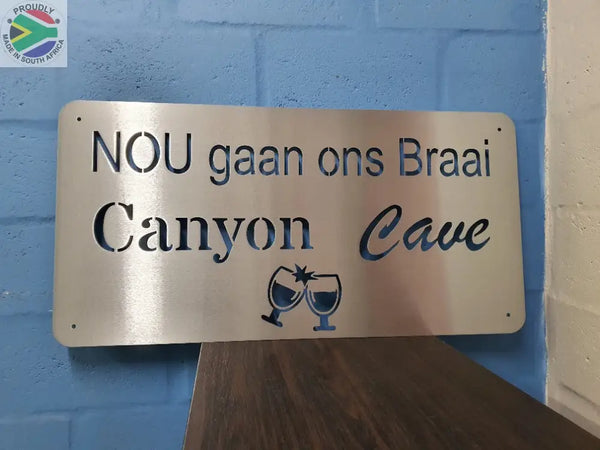 PROUDLY
MADE IN SOUTH AFRICA
NOU gaan ons Braai
Canyon Cave